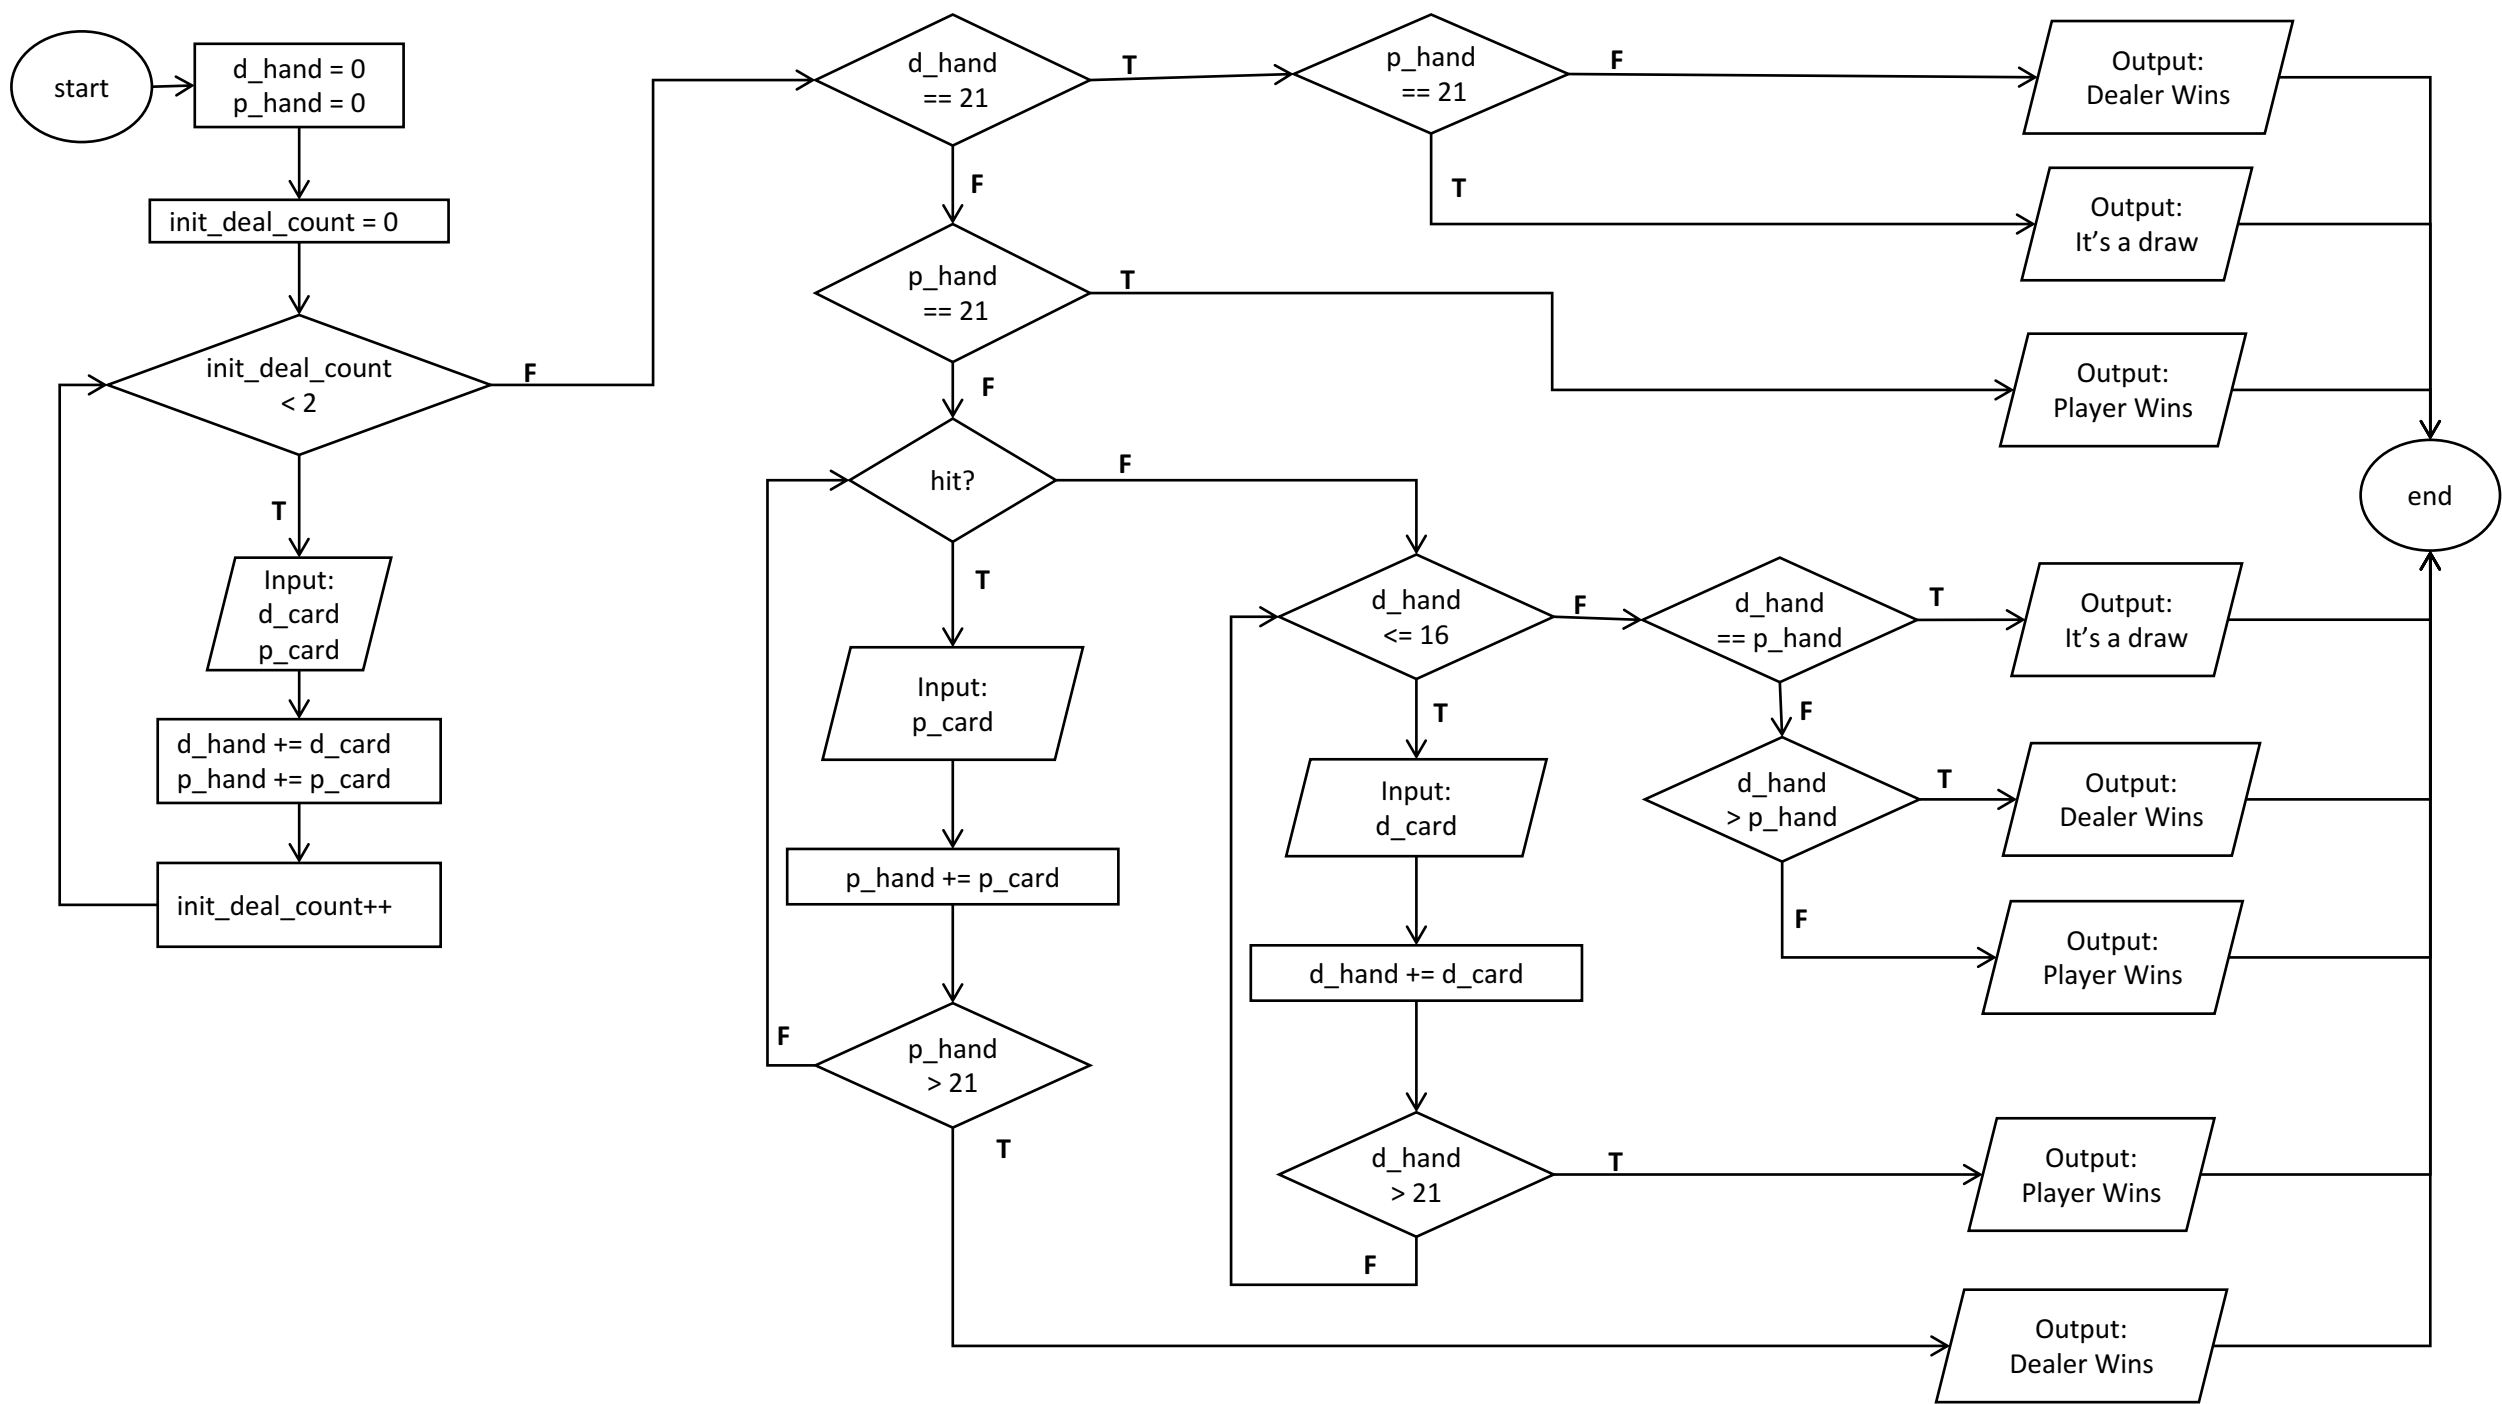 start
d_hand = 0
p_hand = 0
init_deal_count = 0
init_deal_count
< 2
F
T
Input:
d_card
p_card
d_hand += d_card
p_hand += p_card
init_deal_count++
d_hand
== 21
T
F
p_hand
== 21
F
T
Output:
Dealer Wins
Output:
It’s a draw
p_hand
== 21
T
F
Output:
Player Wins
hit?
F
T
Input:
p_card
p_hand += p_card
p_hand
> 21
F
T
d_hand
<= 16
F
T
Input:
d_card
d_hand += d_card
d_hand
> 21
T
F
d_hand
== p_hand
T
F
Output:
It’s a draw
d_hand
> p_hand
T
F
Output:
Dealer Wins
Output:
Player Wins
Output:
Player Wins
Output:
Dealer Wins
end